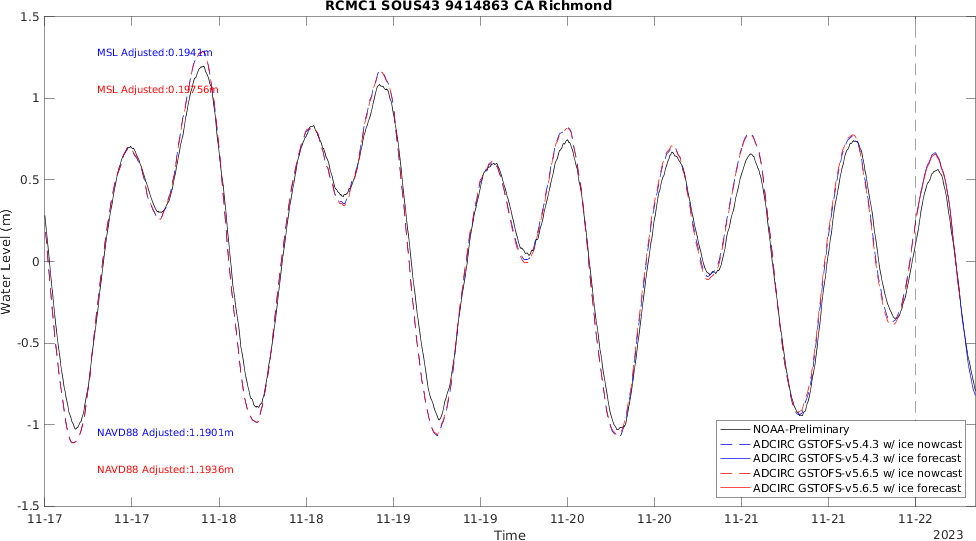 RCMC1 SOUS43 9414863 CA Richmond
1.5
MSL Adjusted:0.1941m
MSL Adjusted:0.19756m
1
0.5
Water Level (m)
0
-0.5
-1
NAVD88 Adjusted:1.1901m
NAVD88 Adjusted:1.1936m
-1.5
NOAA-Preliminary
ADCIRC GSTOFS-v5.4.3 w/ ice nowcast
ADCIRC GSTOFS-v5.4.3 w/ ice forecast
ADCIRC GSTOFS-v5.6.5 w/ ice nowcast
ADCIRC GSTOFS-v5.6.5 w/ ice forecast
11-17 11-17 11-18 11-18 11-19 11-19 11-20 11-20 11-21 11-21 11-22
Time
2023